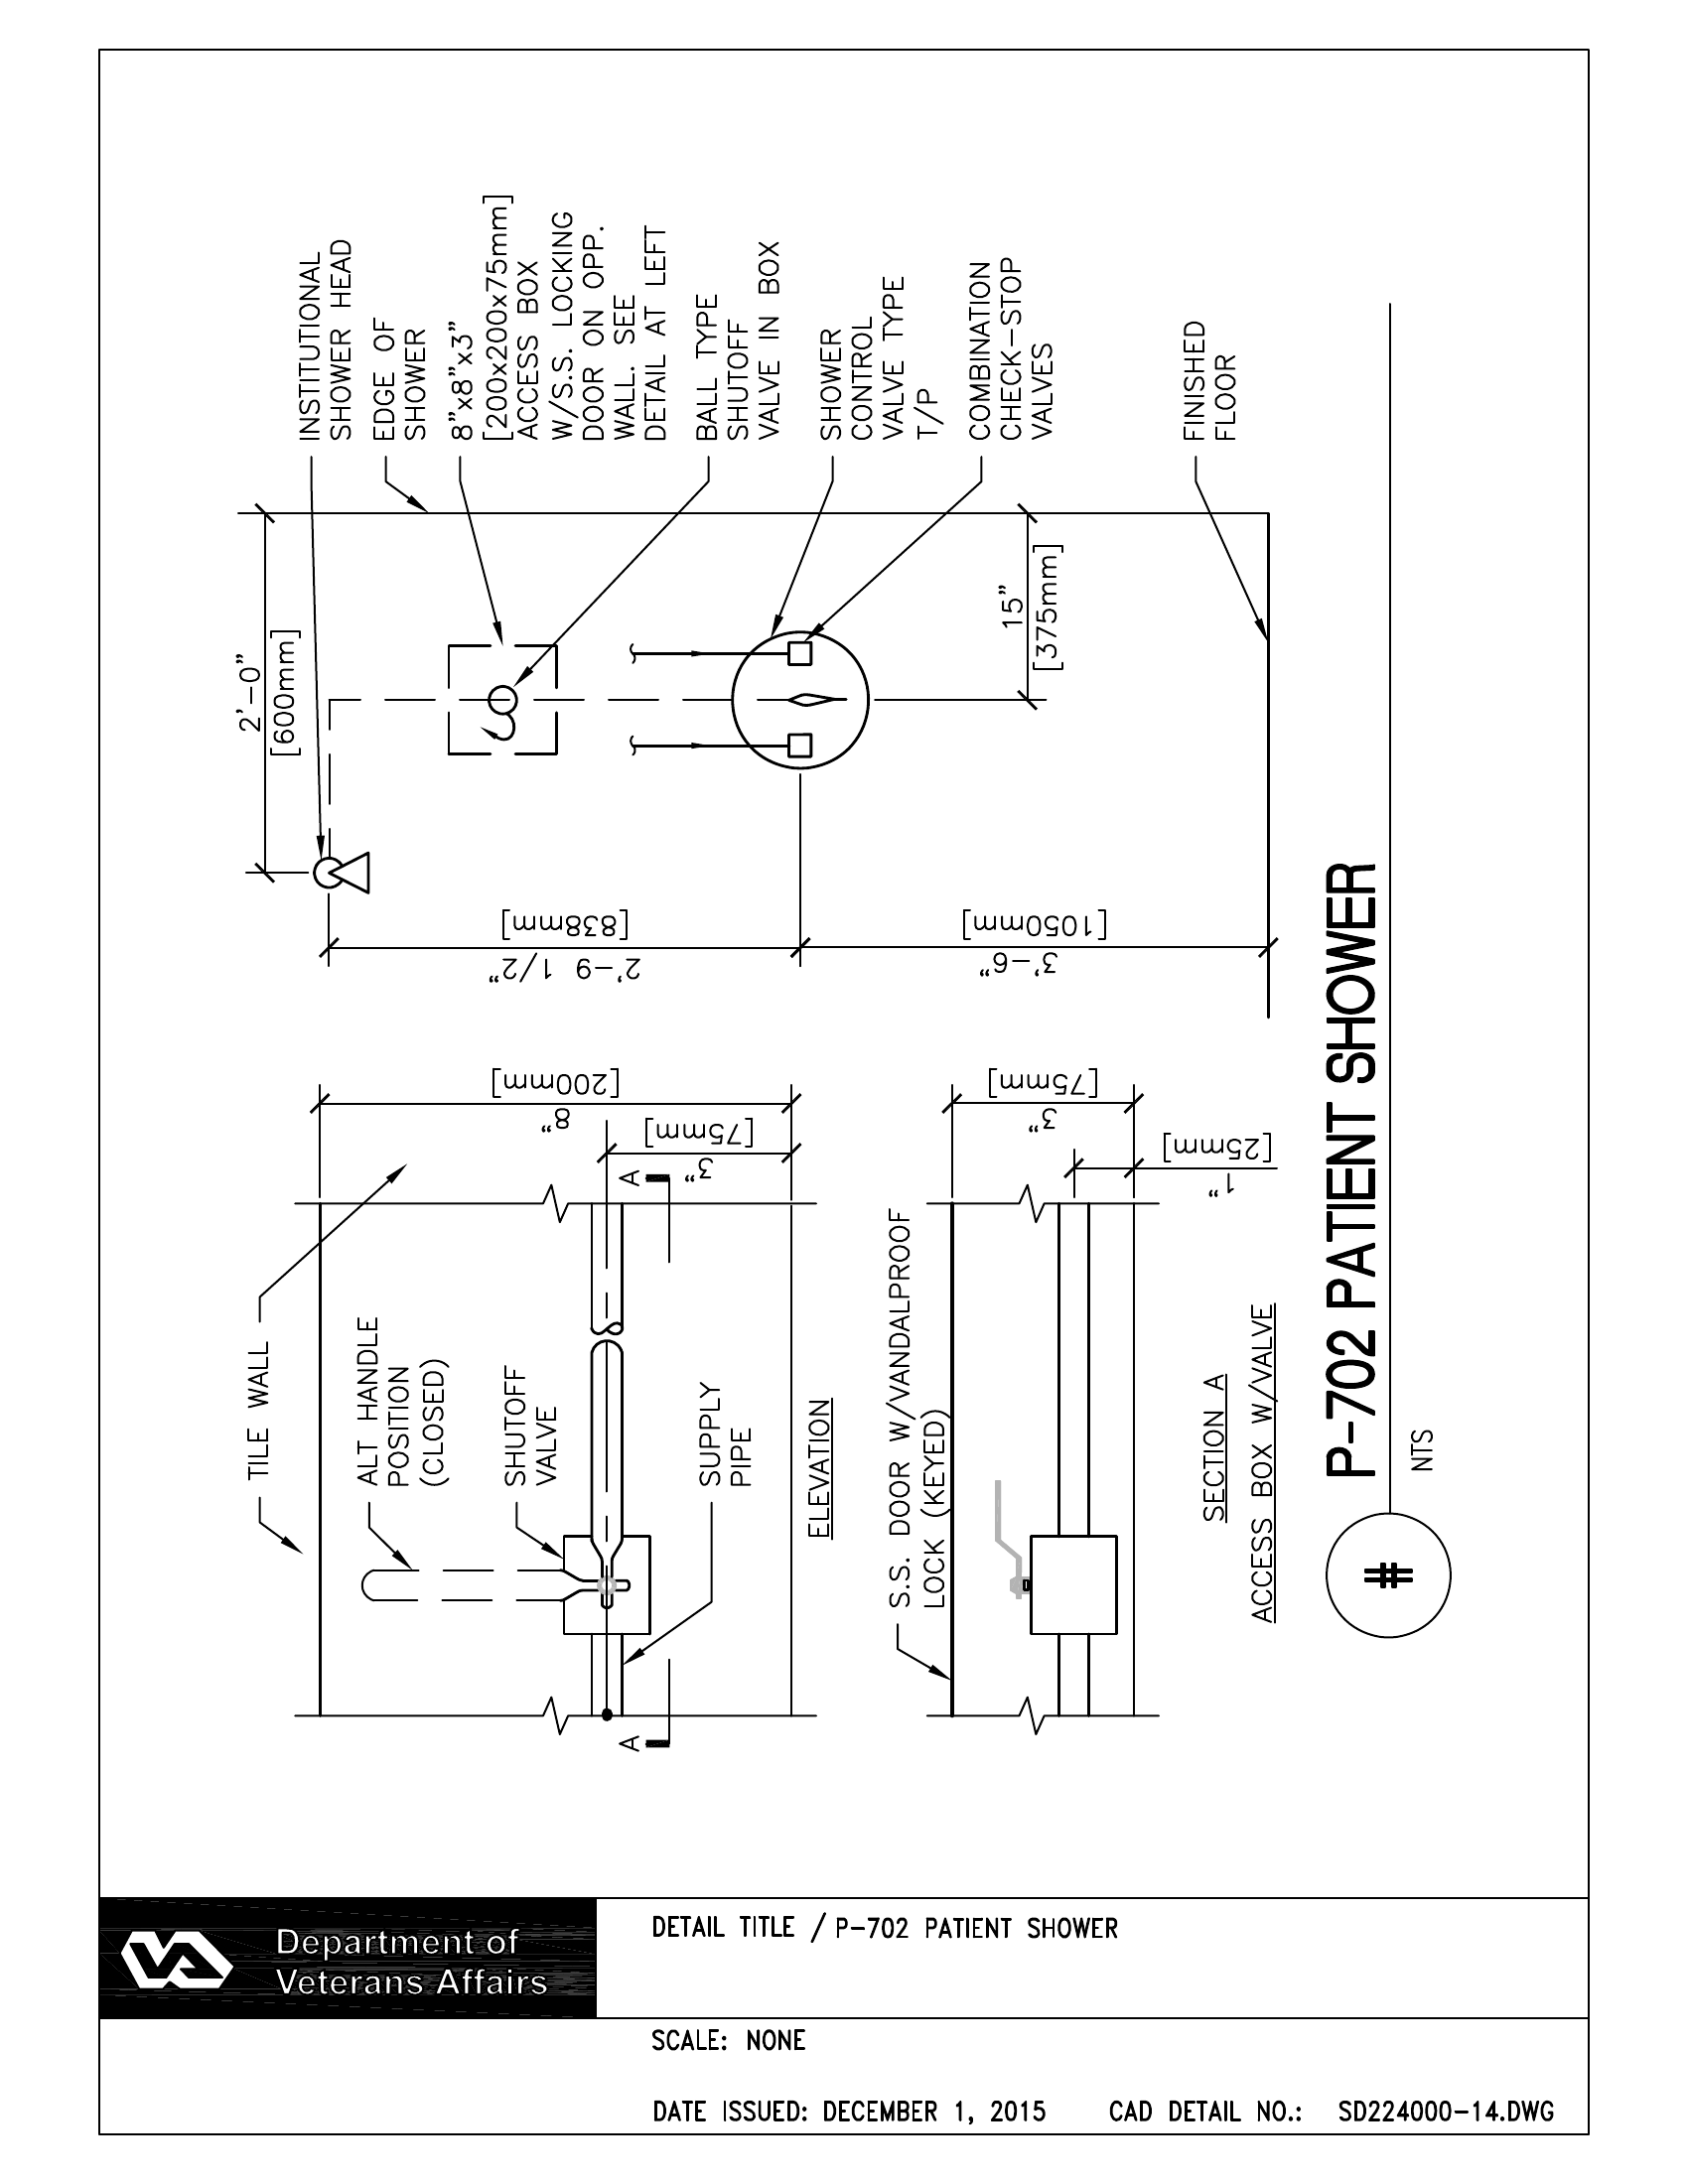 INSTITUTIONAL
SHOWER HEAD
EDGE OF
SHOWER
8"x8"x3"
[200x200x75mm]
ACCESS BOX
W/S.S. LOCKING
DOOR ON OPP.
WALL. SEE
DETAIL AT LEFT
BALL TYPE
SHUTOFF
VALVE IN BOX
SHOWER
CONTROL
VALVE TYPE
T/P
COMBINATION
CHECK-STOP
VALVES
FINISHED
FLOOR
2'-0"
[600mm]
15"
[375mm]
[838mm]
2'-9 1/2"
[1050mm]
3'-6"
TILE WALL
ALT HANDLE
POSITION
(CLOSED)
SHUTOFF
VALVE
SUPPLY
PIPE
[200mm]
8"
[75mm]
3"
A
A
ELEVATION
S.S. DOOR W/VANDALPROOF
LOCK (KEYED)
[75mm]
3"
[25mm]
1"
SECTION A
ACCESS BOX W/VALVE
#
P-702 PATIENT SHOWER
NTS
VA
Department of
Veterans Affairs
DETAIL TITLE / P-702 PATIENT SHOWER
SCALE: NONE
DATE ISSUED: DECEMBER 1, 2015 CAD DETAIL NO.: SD224000-14.DWG